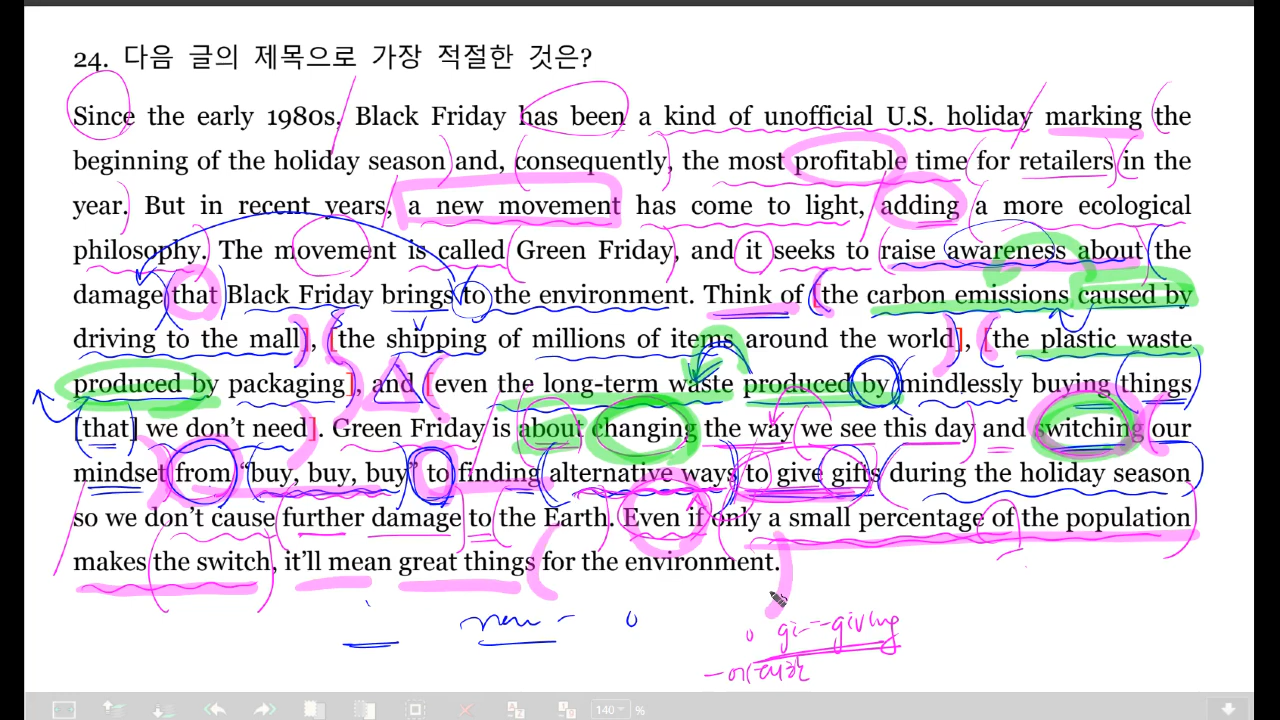 24. 다음 글의 제목으로 가장 적절한 것은?
Since the early 1980s, Black Friday has been a kind of unofficial U.S. holiday marking the
beginning of the holiday season and, consequently, the most profitable time for retailers in the
year. But in recent years, a new movement has come to light, adding a more ecological
philosophy. The movement is called Green Friday, and it seeks to raise awareness about the
damage that Black Friday brings to the environment. Think of [the carbon emissions caused by
driving to the mall], [the shipping of millions of items around the world], [the plastic waste
produced by packaging], and [even the long-term waste produced by mindlessly buying things
[that] we don't need]. Green Friday is about changing the way we see this day and switching our
mindset from “buy, buy, buy” to finding alternative ways to give gifts during the holiday season
so we don't cause further damage to the Earth. Even if only a small percentage of the population
makes the switch, it'll mean great things for the environment.
new
giving
140 %